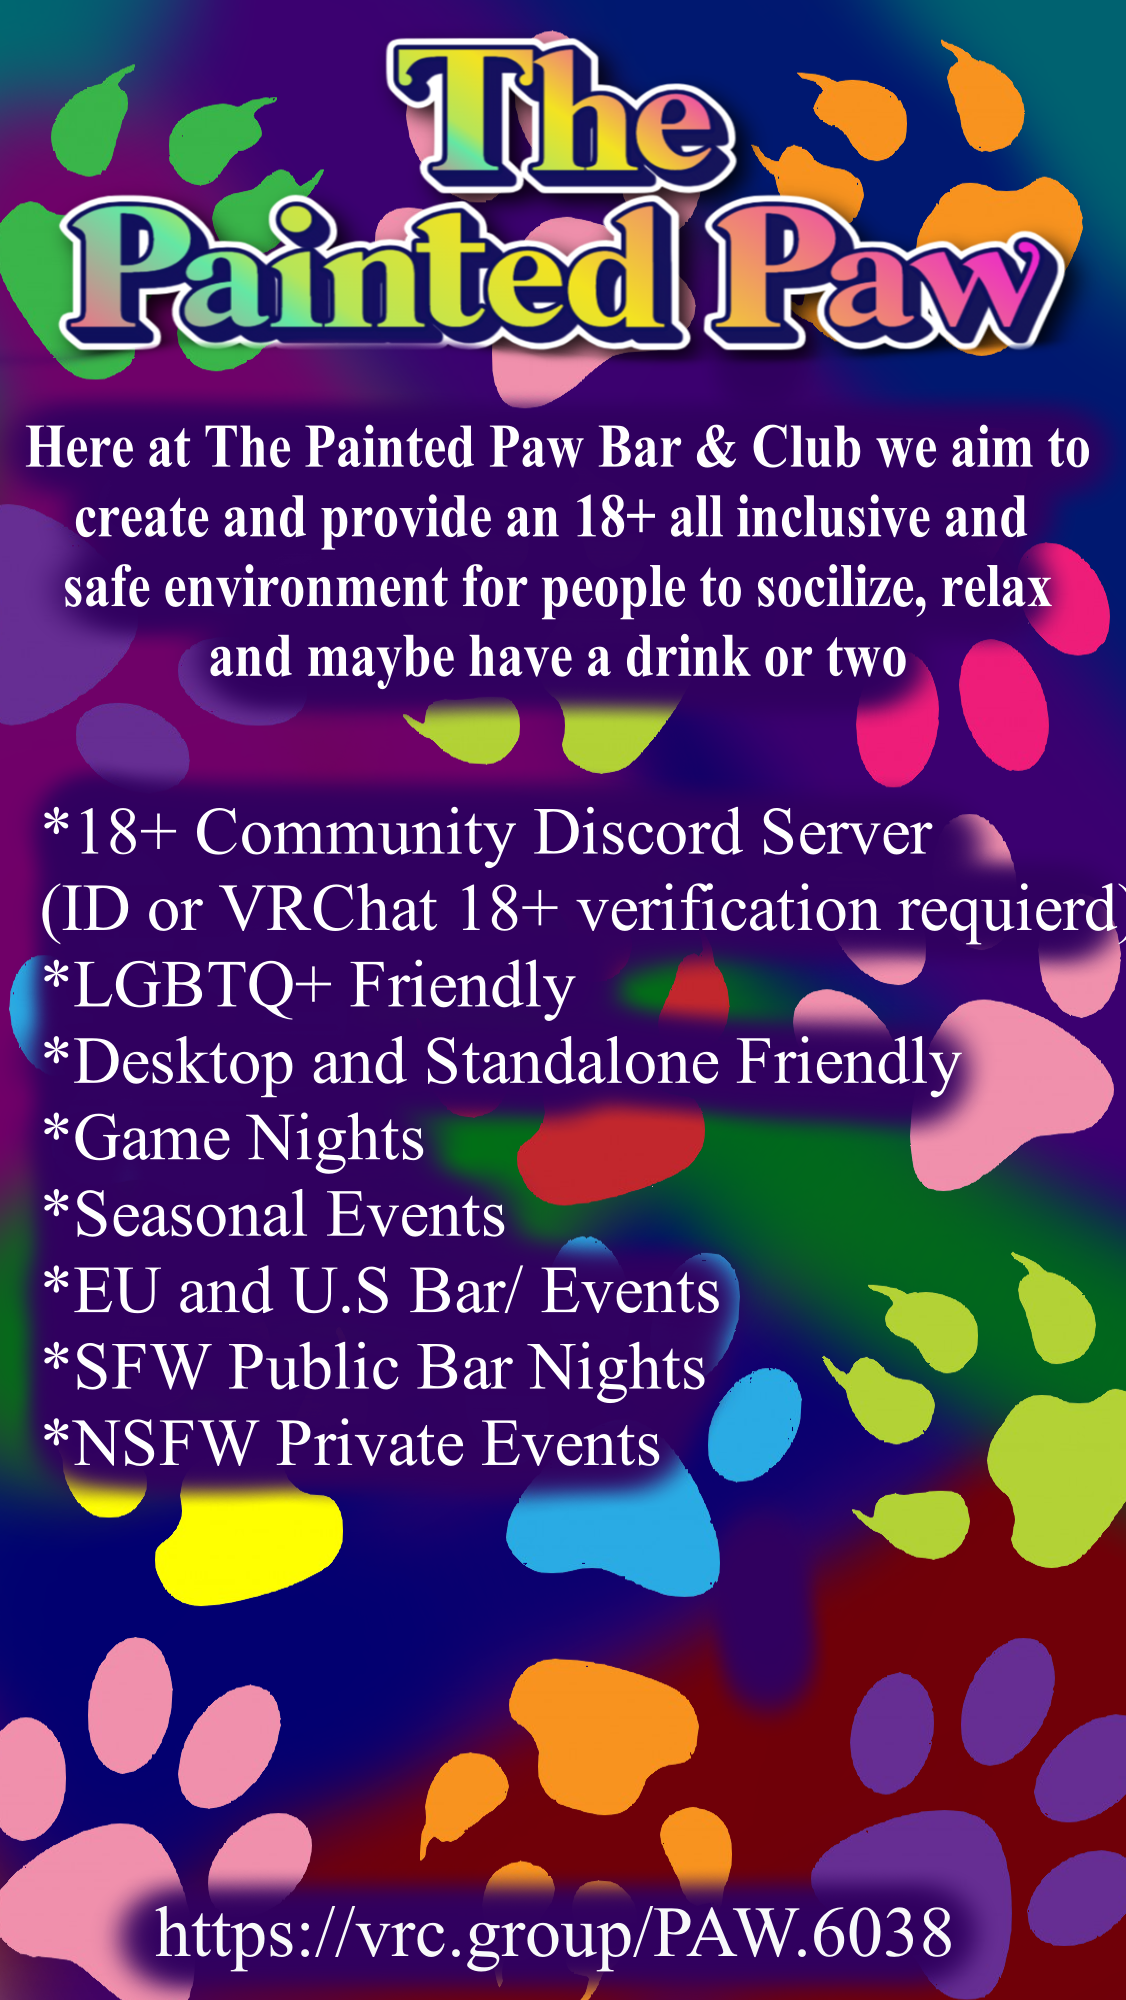 The
Painted Paw
Here at The Painted Paw Bar & Club we aim to
create and provide an 18+ all inclusive and
safe environment for people to socilize, relax
and maybe have a drink or two
*18+ Community Discord Server
(ID or VRChat 18+ verification requierd)
*LGBTQ+ Friendly
*Desktop and Standalone Friendly
*Game Nights
*Seasonal Events
*EU and U.S Bar/ Events
*SFW Public Bar Nights
*NSFW Private Events
https://vrc.group/PAW.6038